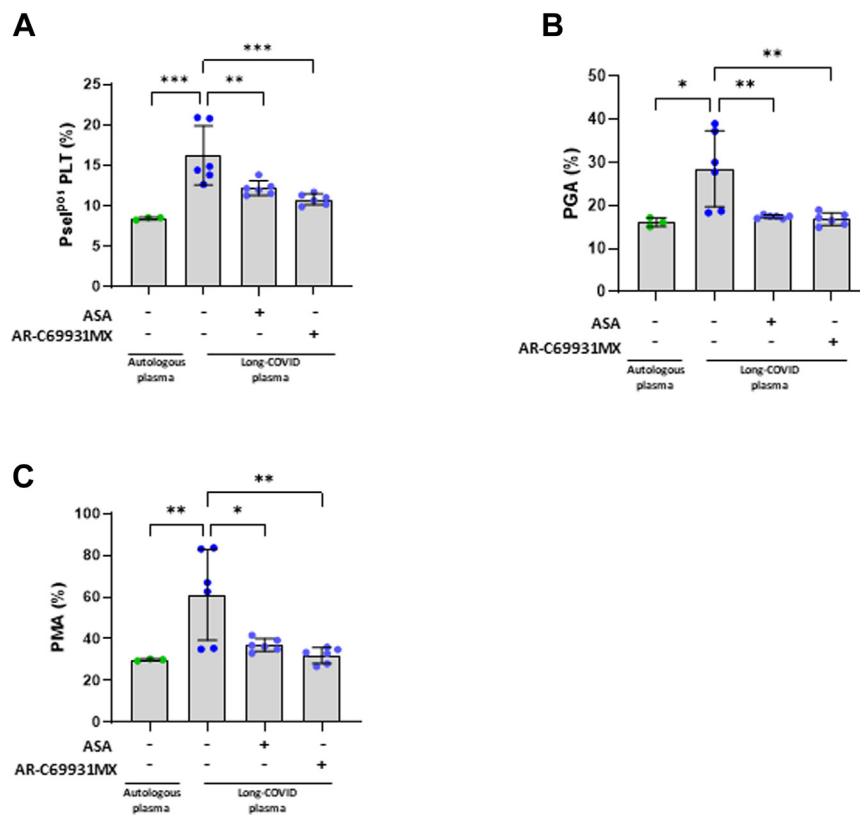 A
Psel^pos PLT (%)
25
20
15
10
5
0
***
**
***
ASA - - + -
AR-C69931MX - - - +
Autologous plasma
Long-COVID plasma
B
PGA (%)
50
40
30
20
10
0
*
**
**
ASA - - + -
AR-C69931MX - - - +
Autologous plasma
Long-COVID plasma
C
PMA (%)
100
80
60
40
20
0
**
*
**
ASA - - + -
AR-C69931MX - - - +
Autologous plasma
Long-COVID plasma